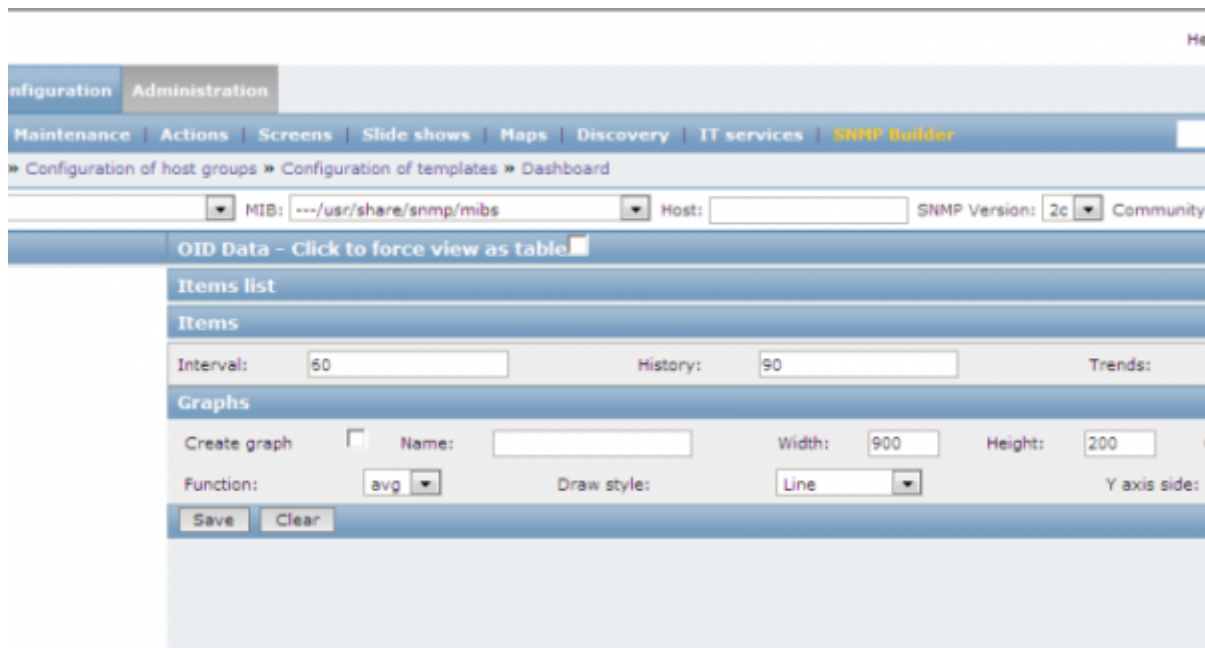 He
nfiguration Administration
Maintenance | Actions | Screens | Slide shows | Maps | Discovery | IT services | SNMP Builder
» Configuration of host groups » Configuration of templates » Dashboard
MIB: ---/usr/share/snmp/mibs Host: SNMP Version: 2c Community
OID Data - Click to force view as table
Items list
Items
Interval: 60 History: 90 Trends:
Graphs
Create graph Name: Width: 900 Height: 200
Function: avg Draw style: Line Y axis side:
Save Clear